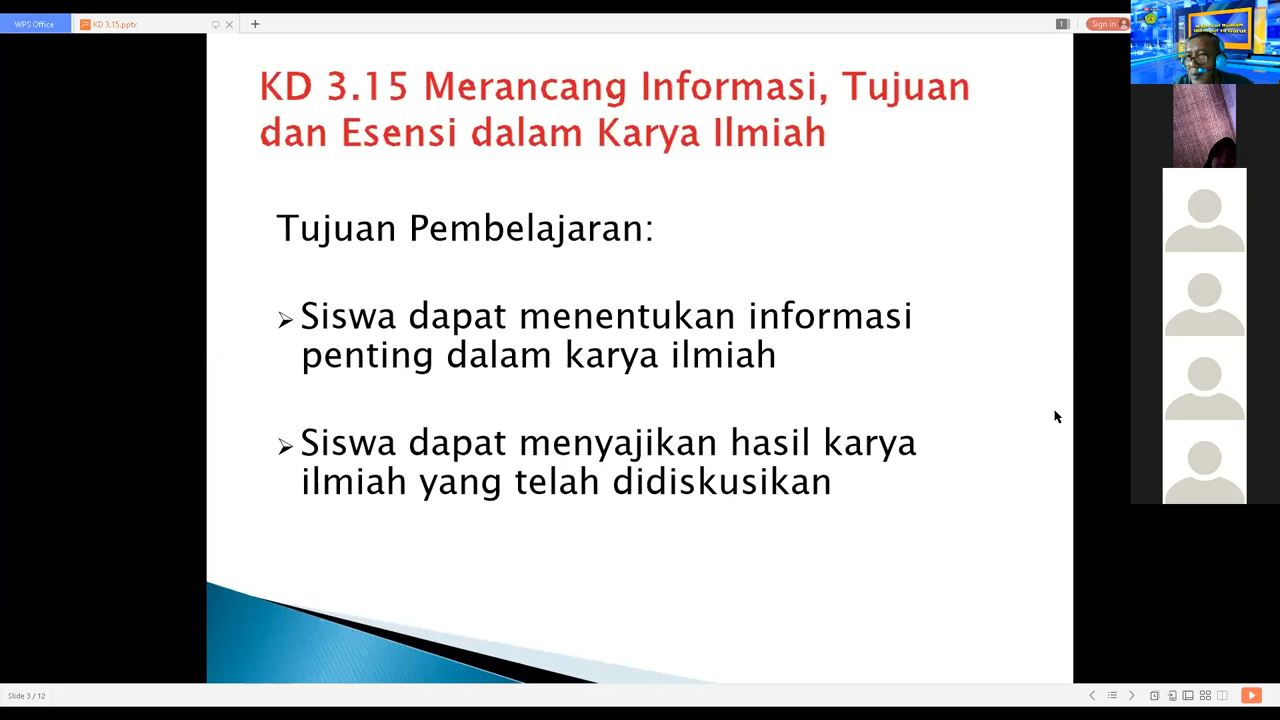 WPS Office
KD 3.15.pptx
1
Sign in
KD 3.15 Merancang Informasi, Tujuan
dan Esensi dalam Karya Ilmiah
Tujuan Pembelajaran:
Siswa dapat menentukan informasi
penting dalam karya ilmiah
Siswa dapat menyajikan hasil karya
ilmiah yang telah didiskusikan
Slide 3 / 12